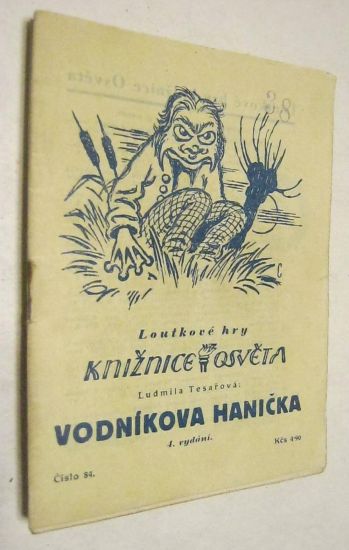 C
Loutkové hry
KNIŽNICE OSVĚTA
Ludmila Tesařová:
VODNÍKOVA HANIČKA
4. vydání.
Kčs 4·90
Číslo 84.